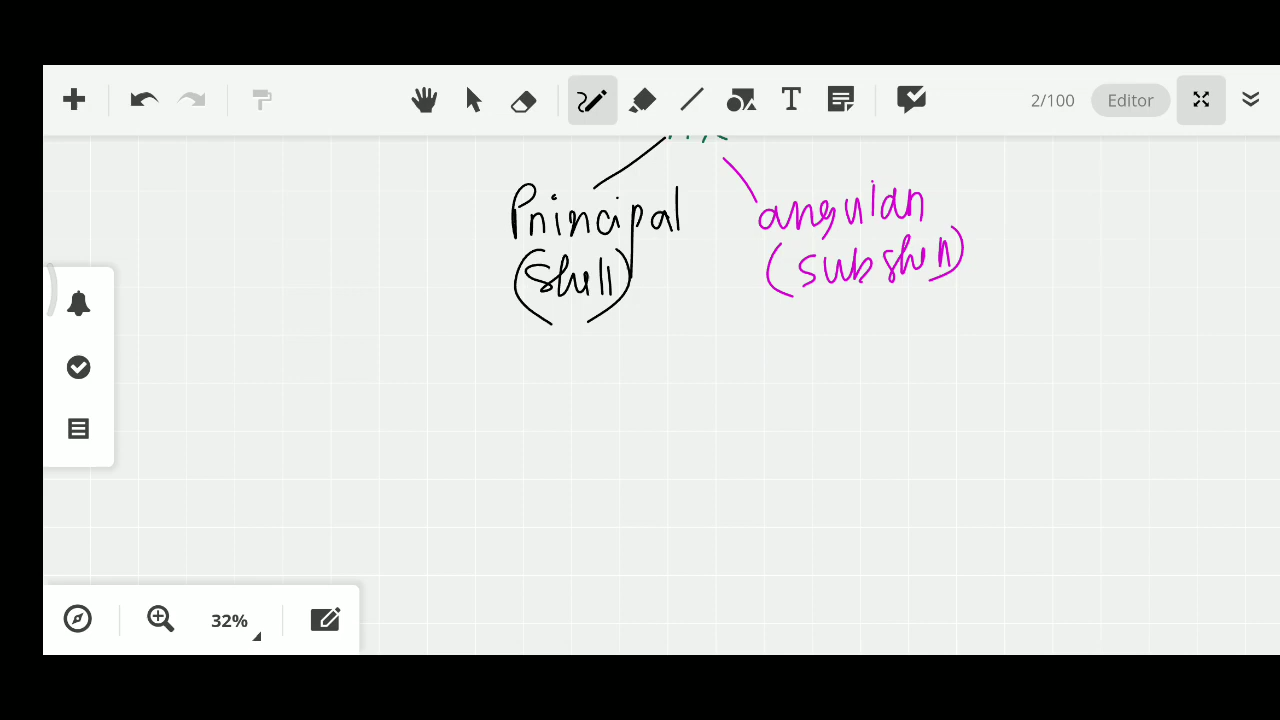 2/100 Editor
Principal
(Shell)
angular
(subshell)
32%